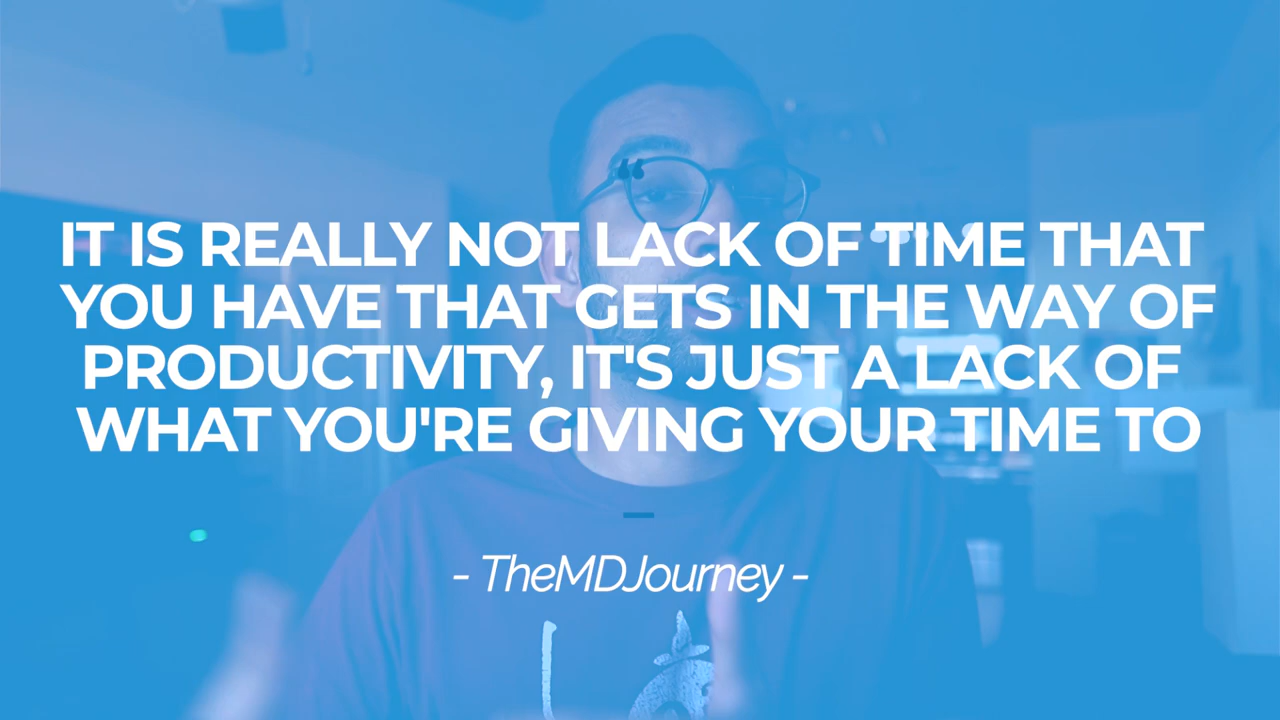 “
IT IS REALLY NOT LACK OF TIME THAT
YOU HAVE THAT GETS IN THE WAY OF
PRODUCTIVITY, IT'S JUST A LACK OF
WHAT YOU'RE GIVING YOUR TIME TO
- TheMDJourney -